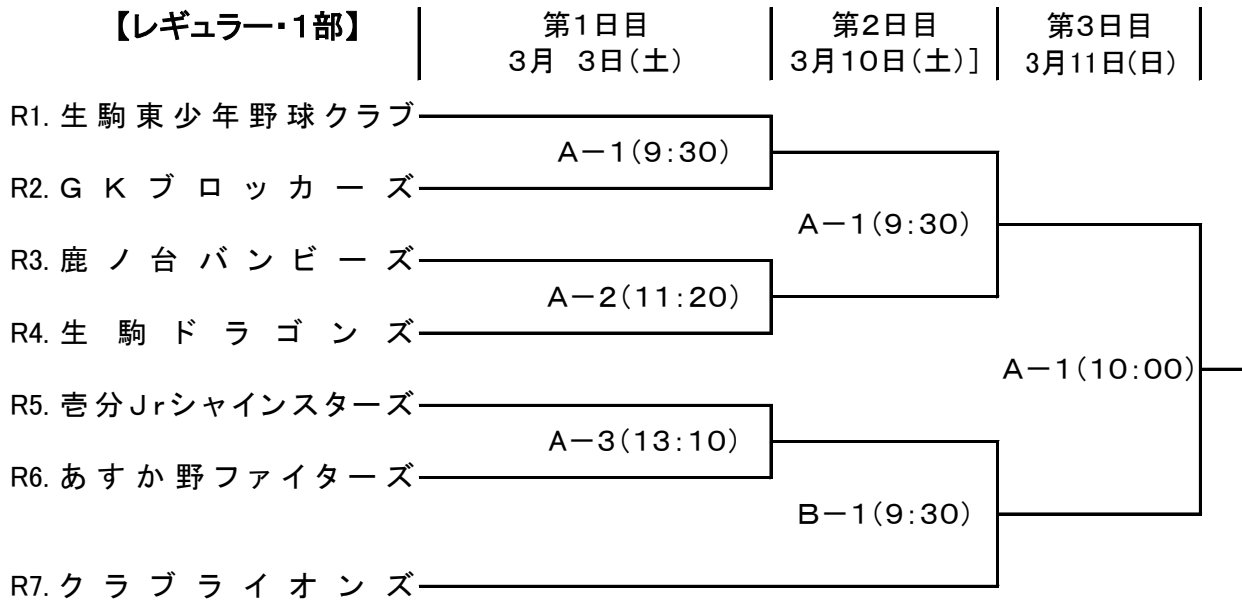 【レギュラー・１部】 第１日目 第２日目 第３日目
３月　３日（土） ３月１０日（土）] ３月11日(日)
R1. 生駒東少年野球クラブ
A－１（９：３０）
R2. ＧＫブロッカーズ
A－１（９：３０）
R3. 鹿ノ台バンビーズ
A－２（１１：２０）
R4. 生駒ドラゴンズ
A－１（１０：００）
R5. 壱分Ｊｒシャインスターズ
A－３（１３：１０）
R6. あすか野ファイターズ
B－１（９：３０）
R7. クラブライオンズ